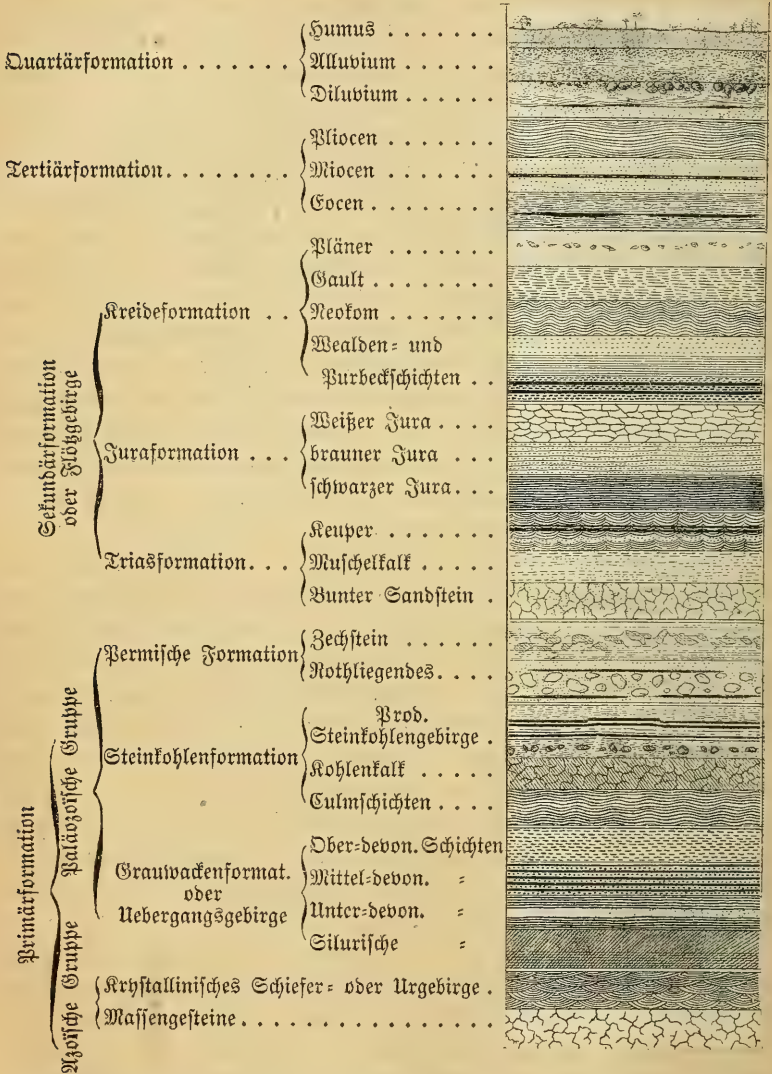 Quartärformation . . . . . . .
Humus . . . . . . .
Alluvium . . . . . .
Diluvium . . . . . .
Tertiärformation. . . . . . . .
Pliocen . . . . . . .
Miocen . . . . . . .
Eocen . . . . . . . .
Sekundärformation
oder Flötzgebirge
Kreideformation . .
Pläner . . . . . . .
Gault . . . . . . . .
Neokom . . . . . . .
Wealden= und
Purbeckschichten . .
Juraformation . . .
Weißer Jura . . . .
brauner Jura . . .
schwarzer Jura. . .
Triasformation. . .
Keuper . . . . . . .
Muschelkalk . . . . .
Bunter Sandstein .
Primärformation
Paläozoische Gruppe
Permische Formation
Zechstein . . . . . .
Rothliegendes. . . .
Steinkohlenformation
Prod.
Steinkohlengebirge .
Kohlenkalk . . . . .
Culmschichten . . . .
Grauwackenformat.
oder
Uebergangsgebirge
Ober=devon. Schichten
Mittel=devon. =
Unter=devon. =
Silurische =
Azoische Gruppe
Krystallinisches Schiefer= oder Urgebirge .
Massengesteine . . . . . . . . . . . . . . .